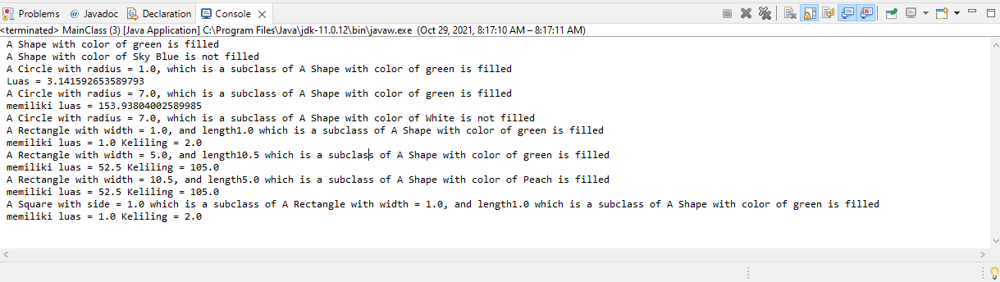 Problems @ Javadoc Declaration Console
<terminated> MainClass (3) [Java Application] C:\Program Files\Java\jdk-11.0.12\bin\javaw.exe (Oct 29, 2021, 8:17:10 AM – 8:17:11 AM)
A Shape with color of green is filled
A Shape with color of Sky Blue is not filled
A Circle with radius = 1.0, which is a subclass of A Shape with color of green is filled
Luas = 3.141592653589793
A Circle with radius = 7.0, which is a subclass of A Shape with color of green is filled
memiliki luas = 153.93804002589985
A Circle with radius = 7.0, which is a subclass of A Shape with color of White is not filled
A Rectangle with width = 1.0, and length1.0 which is a subclass of A Shape with color of green is filled
memiliki luas = 1.0 Keliling = 2.0
A Rectangle with width = 5.0, and length10.5 which is a subclass of A Shape with color of green is filled
memiliki luas = 52.5 Keliling = 105.0
A Rectangle with width = 10.5, and length5.0 which is a subclass of A Shape with color of Peach is filled
memiliki luas = 52.5 Keliling = 105.0
A Square with side = 1.0 which is a subclass of A Rectangle with width = 1.0, and length1.0 which is a subclass of A Shape with color of green is filled
memiliki luas = 1.0 Keliling = 2.0